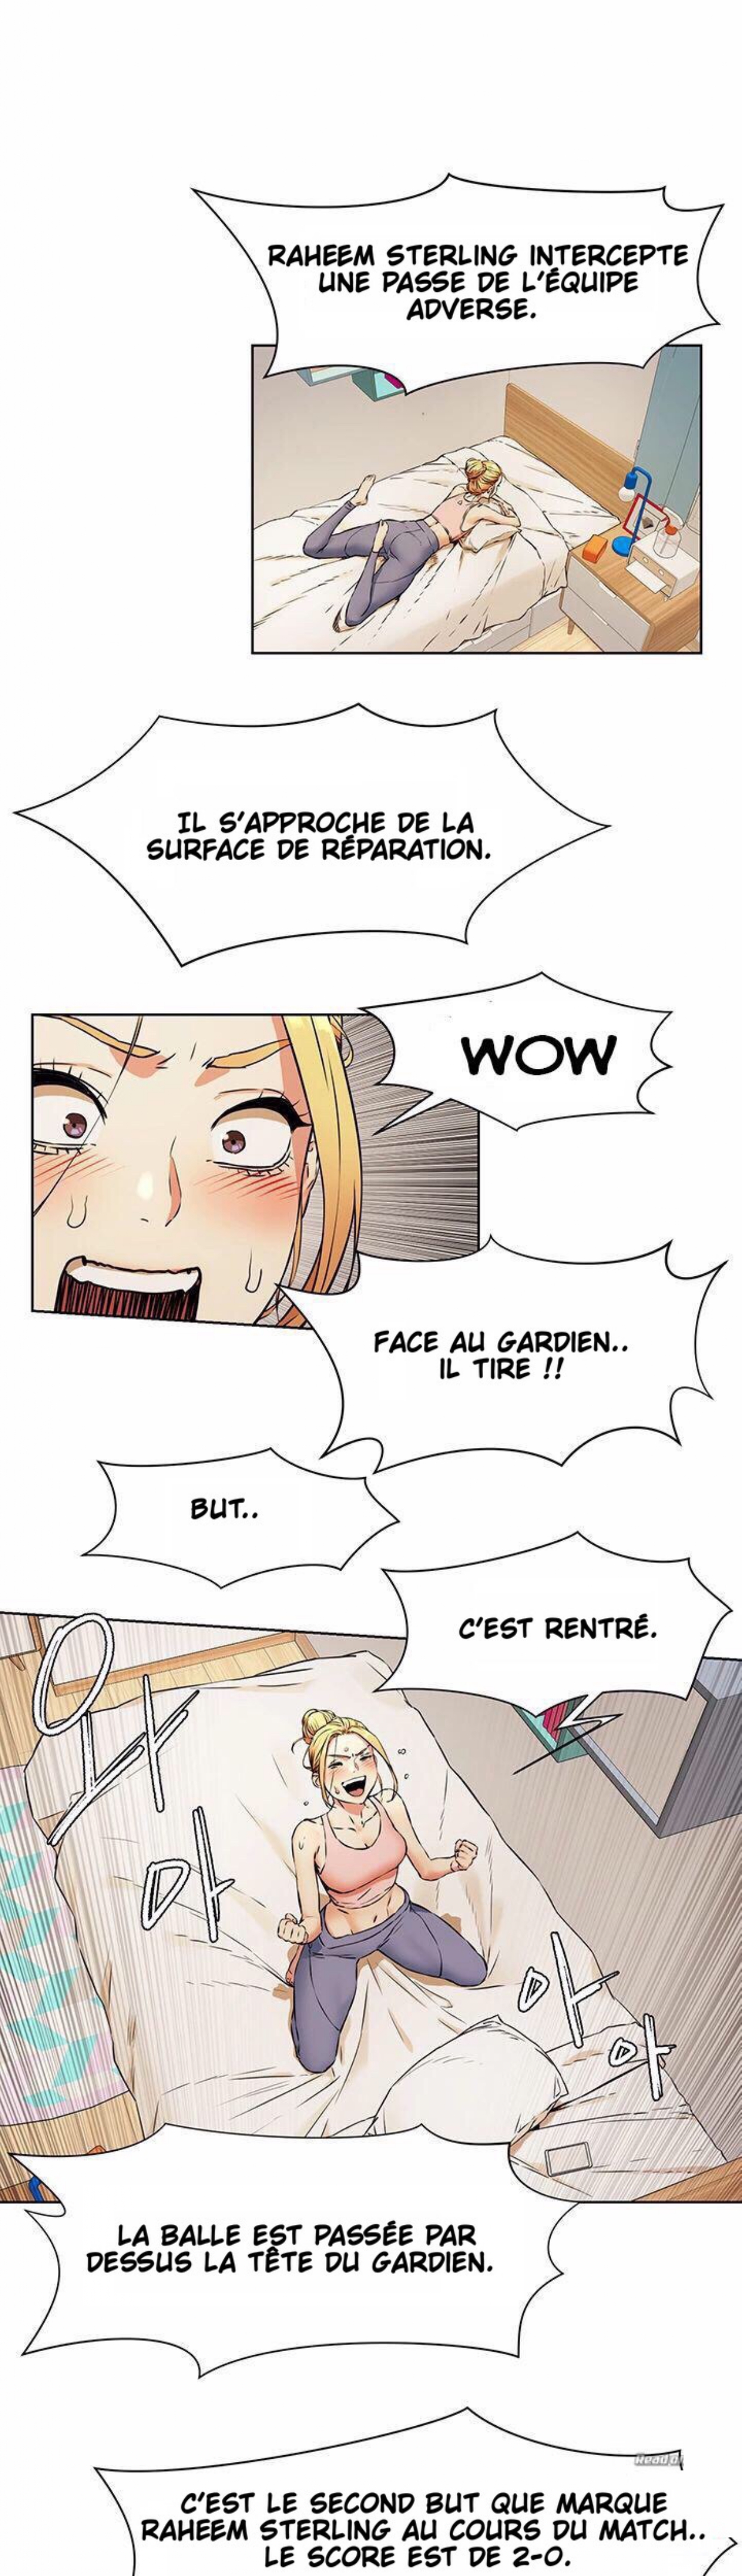 RAHEEM STERLING INTERCEPTE
UNE PASSE DE L'ÉQUIPE
ADVERSE.
IL S'APPROCHE DE LA
SURFACE DE RÉPARATION.
WOW
FACE AU GARDIEN..
IL TIRE !!
BUT..
C'EST RENTRÉ.
와
아
아
아
LA BALLE EST PASSÉE PAR
DESSUS LA TÊTE DU GARDIEN.
Read
C'EST LE SECOND BUT QUE MARQUE
RAHEEM STERLING AU COURS DU MATCH..
LE SCORE EST DE 2-0.